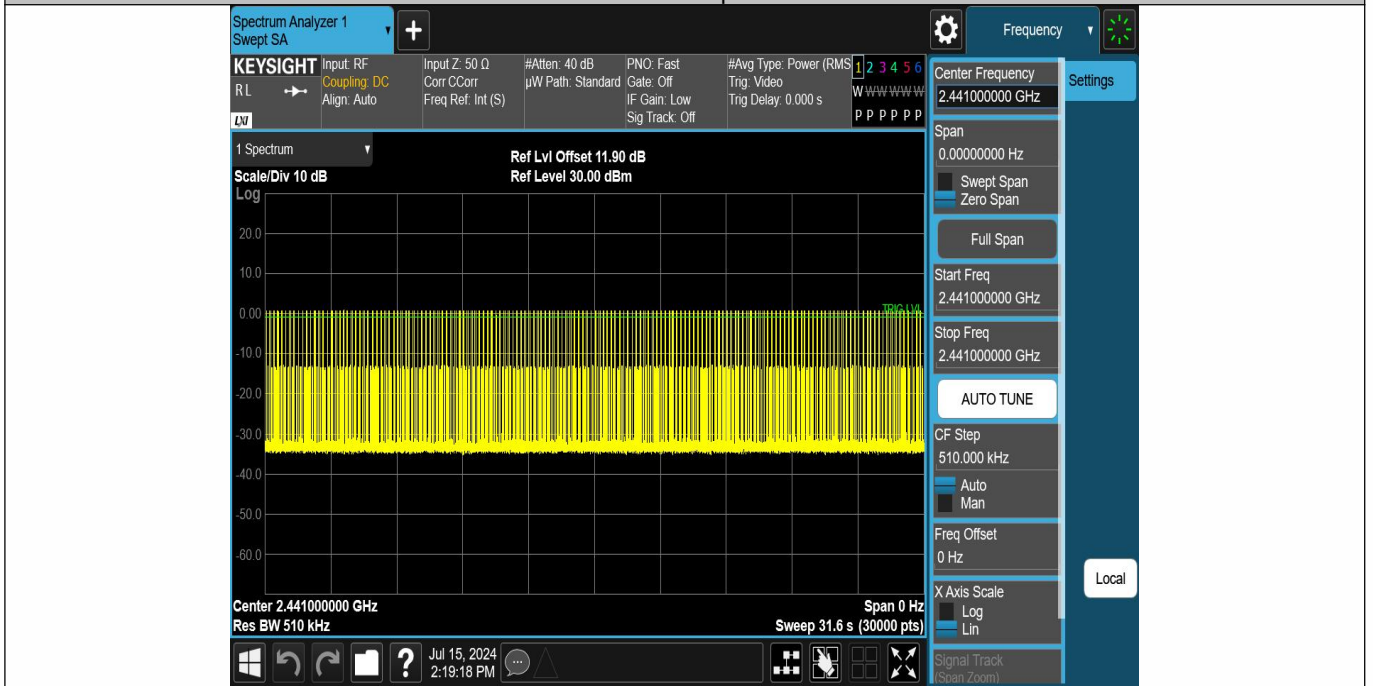 Spectrum Analyzer 1
Swept SA
+
Frequency
KEYSIGHT
RL
LXI
Input: RF
Coupling: DC
Align: Auto
Input Z: 50 Ω
Corr CCorr
Freq Ref: Int (S)
#Atten: 40 dB
µW Path: Standard
PNO: Fast
Gate: Off
IF Gain: Low
Sig Track: Off
#Avg Type: Power (RMS
Trig: Video
Trig Delay: 0.000 s
1 2 3 4 5 6
W W W W W W
P P P P P P
1 Spectrum
Scale/Div 10 dB
Ref Lvl Offset 11.90 dB
Ref Level 30.00 dBm
Log
20.0
10.0
0.00
-10.0
-20.0
-30.0
-40.0
-50.0
-60.0
TRIG LVL
Center 2.441000000 GHz
Res BW 510 kHz
Span 0 Hz
Sweep 31.6 s (30000 pts)
Center Frequency
2.441000000 GHz
Settings
Span
0.00000000 Hz
Swept Span
Zero Span
Full Span
Start Freq
2.441000000 GHz
Stop Freq
2.441000000 GHz
AUTO TUNE
CF Step
510.000 kHz
Auto
Man
Freq Offset
0 Hz
X Axis Scale
Log
Lin
Signal Track
(Span Zoom)
Local
?
Jul 15, 2024
2:19:18 PM